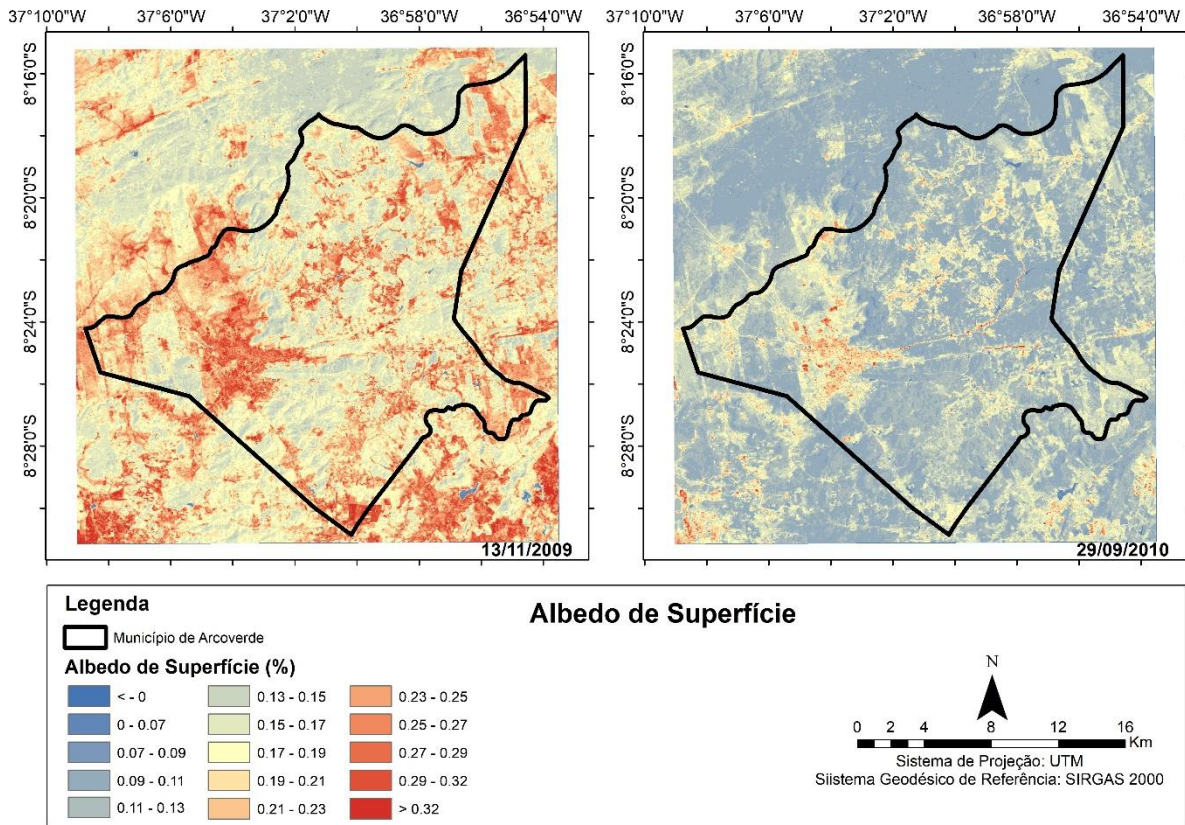 37°10'0"W 37°6'0"W 37°2'0"W 36°58'0"W 36°54'0"W 37°10'0"W 37°6'0"W 37°2'0"W 36°58'0"W 36°54'0"W
8°16'0"S 8°16'0"S
8°20'0"S 8°20'0"S
8°24'0"S 8°24'0"S
8°28'0"S 8°28'0"S
13/11/2009 29/09/2010
Legenda
Município de Arcoverde
Albedo de Superfície
Albedo de Superfície (%)
< - 0 0.13 - 0.15 0.23 - 0.25
0 - 0.07 0.15 - 0.17 0.25 - 0.27
0.07 - 0.09 0.17 - 0.19 0.27 - 0.29
0.09 - 0.11 0.19 - 0.21 0.29 - 0.32
0.11 - 0.13 0.21 - 0.23 > 0.32
N
0 2 4 8 12 16
Km
Sistema de Projeção: UTM
Siistema Geodésico de Referência: SIRGAS 2000